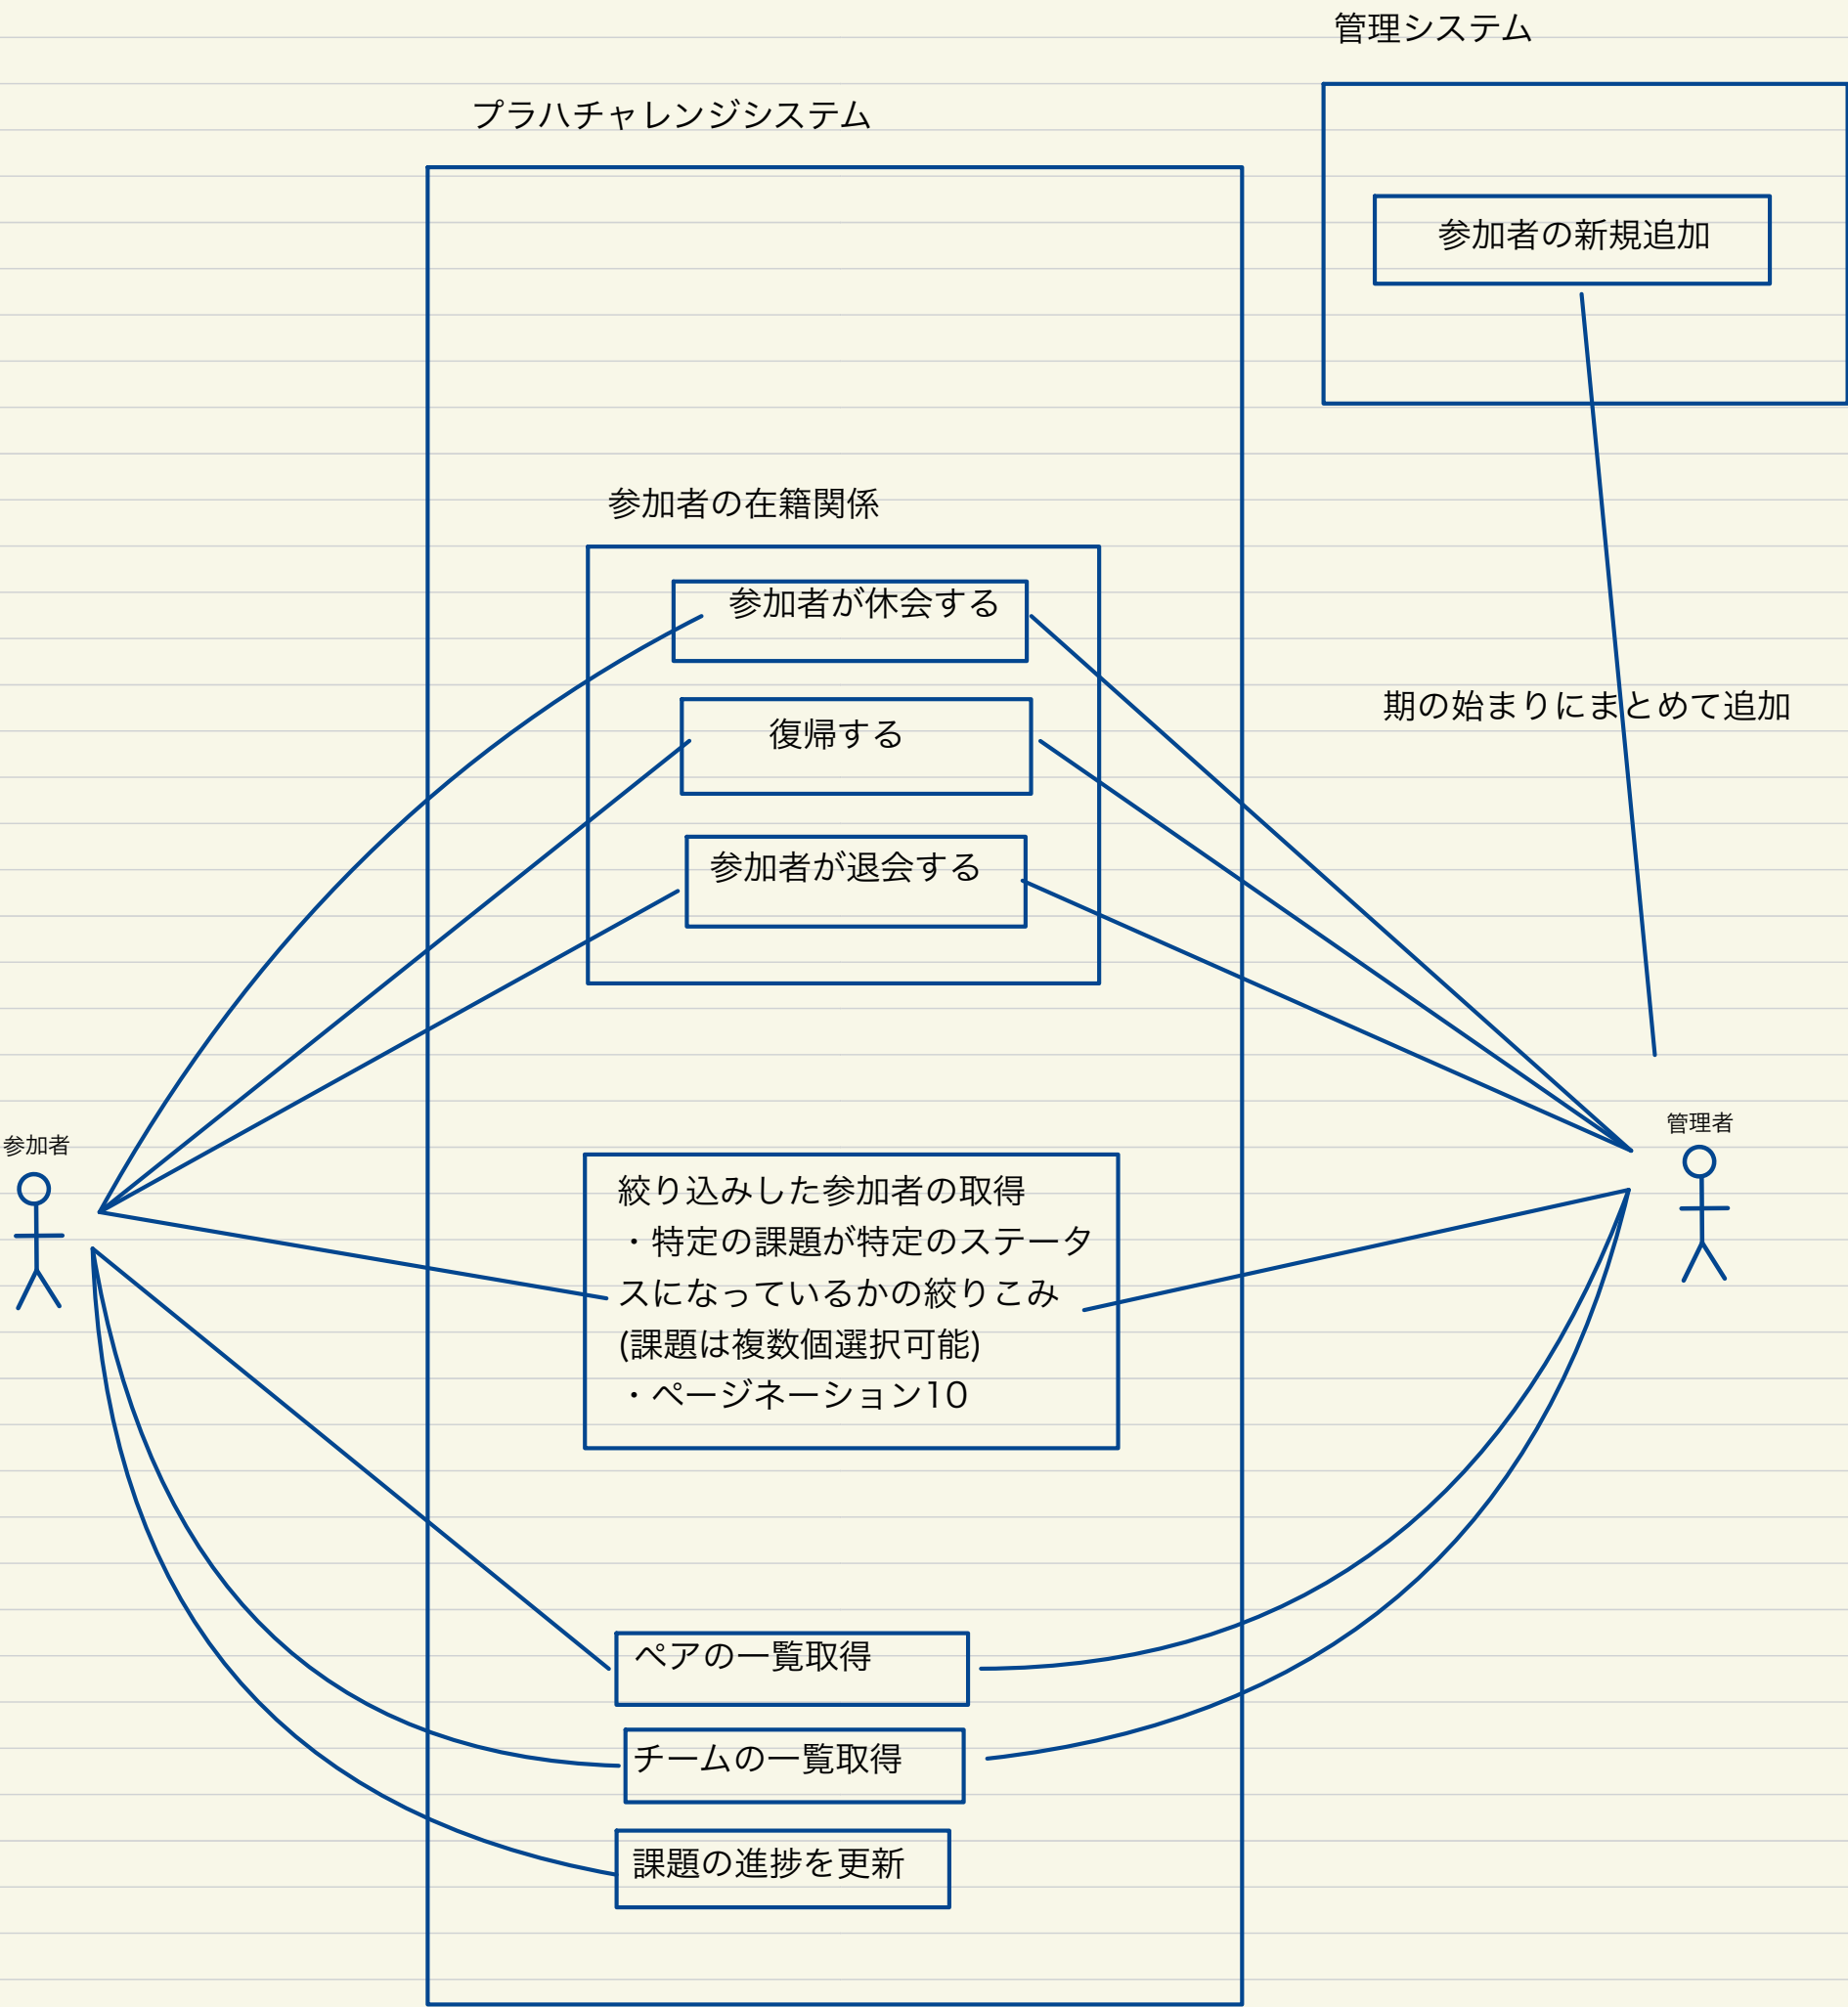 管理システム
プラハチャレンジシステム
参加者の新規追加
参加者の在籍関係
参加者が休会する
期の始まりにまとめて追加
復帰する
参加者が退会する
管理者
参加者
絞り込みした参加者の取得
・特定の課題が特定のステータ
スになっているかの絞りこみ
(課題は複数個選択可能)
・ページネーション10
ペアの一覧取得
チームの一覧取得
課題の進捗を更新